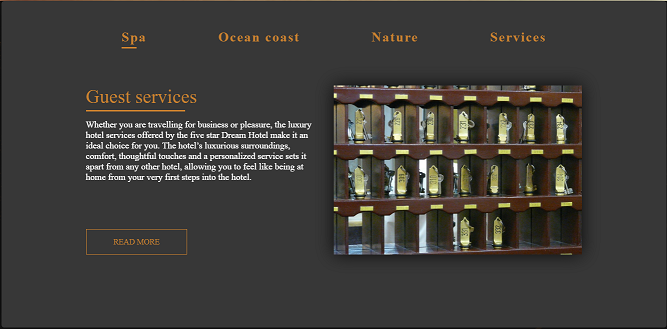 Spa Ocean coast Nature Services
Guest services
Whether you are travelling for business or pleasure, the luxury
hotel services offered by the five star Dream Hotel make it an
ideal choice for you. The hotel's luxurious surroundings,
comfort, thoughtful touches and a personalized service sets it
apart from any other hotel, allowing you to feel like being at
home from your very first steps into the hotel.
READ MORE